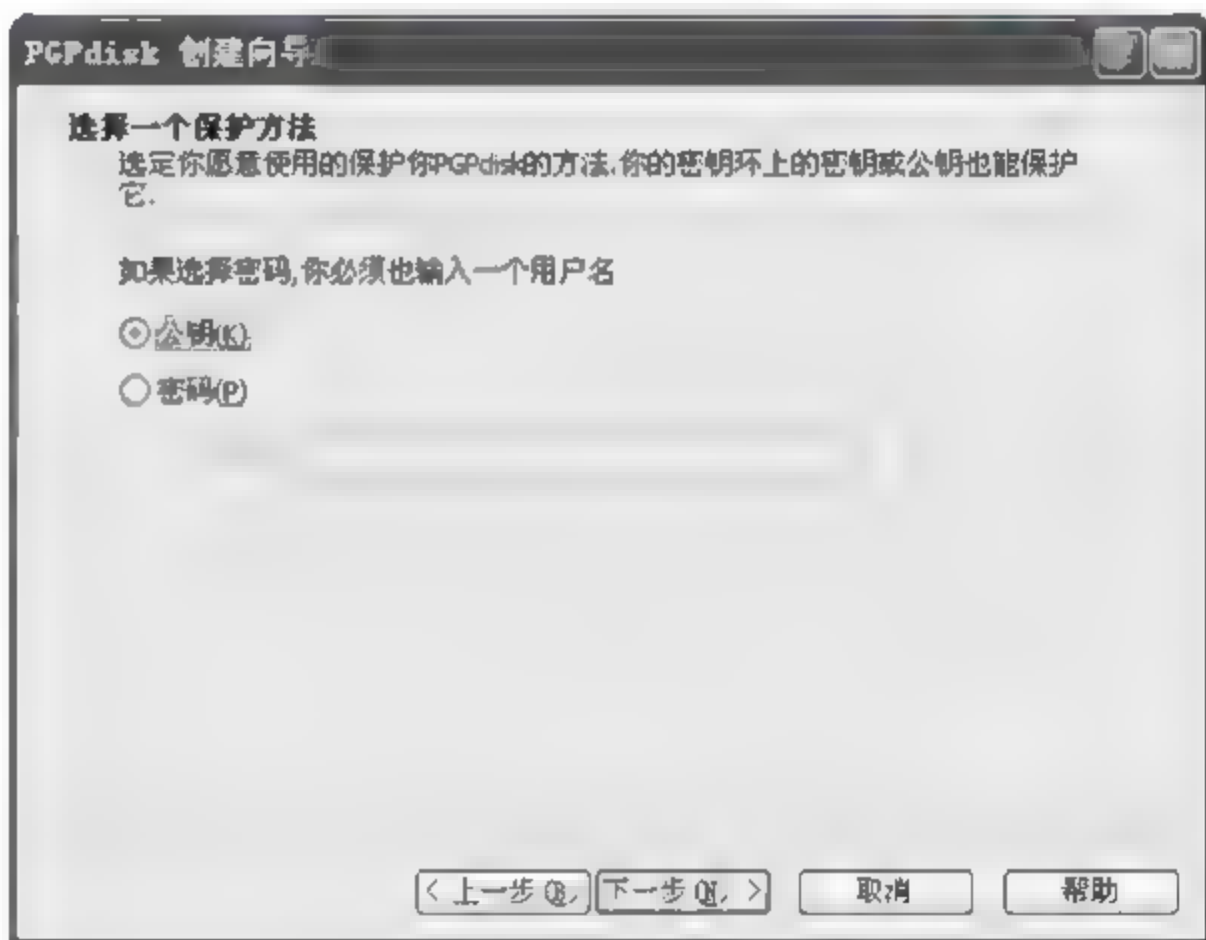 PGPdisk 创建向导
选择一个保护方法
选定你愿意使用的保护你PGPdisk的方法.你的密钥环上的密钥或公钥也能保护
它.
如果选择密码,你必须也输入一个用户名
公钥(K)
密码(P)
< 上一步(B)
下一步(N) >
取消
帮助